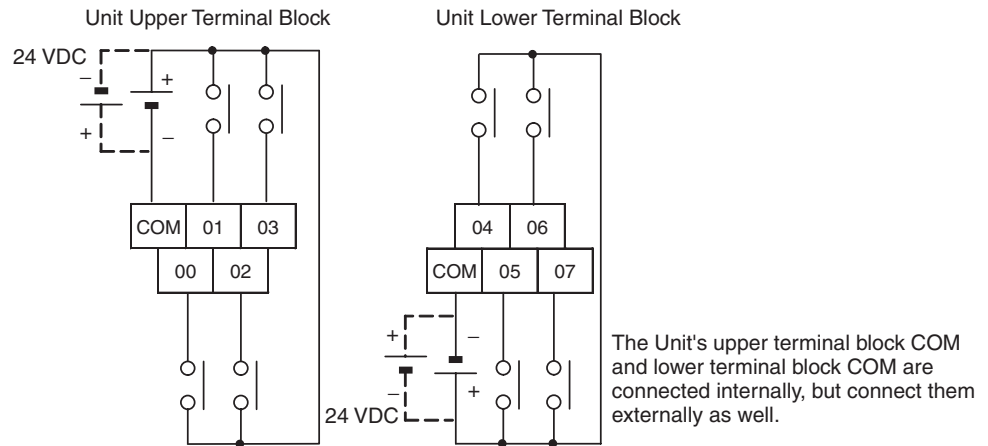 Unit Upper Terminal Block
Unit Lower Terminal Block
24 VDC
− +
+ −
COM 01 03
00 02
04 06
COM 05 07
+ −
− +
24 VDC
The Unit's upper terminal block COM
and lower terminal block COM are
connected internally, but connect them
externally as well.